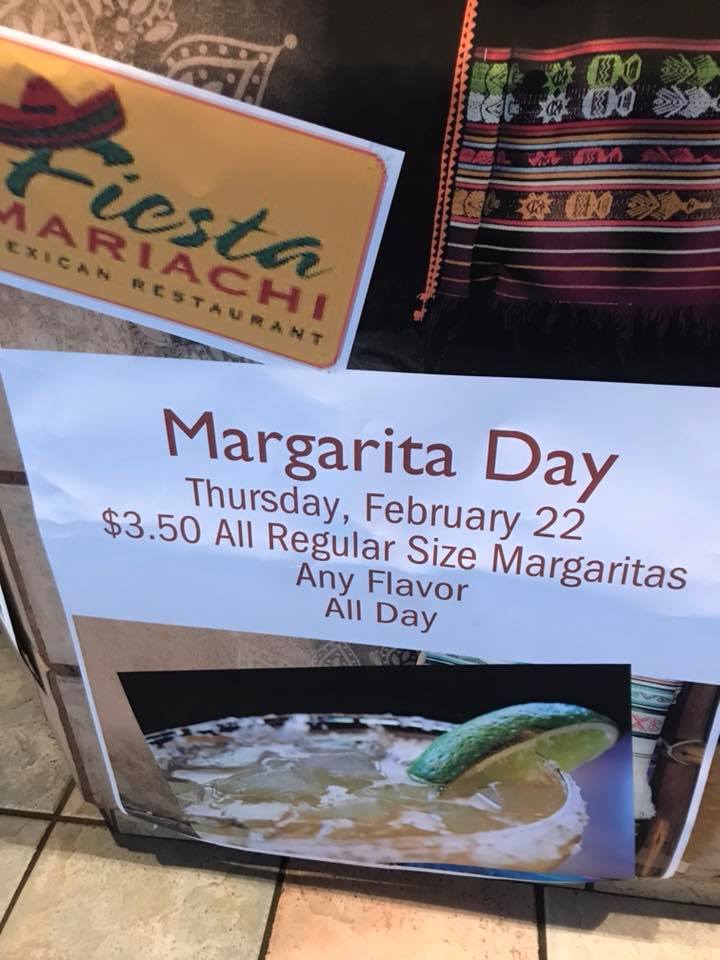 Fiesta
MARIACHI
EXICAN RESTAURANT
Margarita Day
Thursday, February 22
$3.50 All Regular Size Margaritas
Any Flavor
All Day